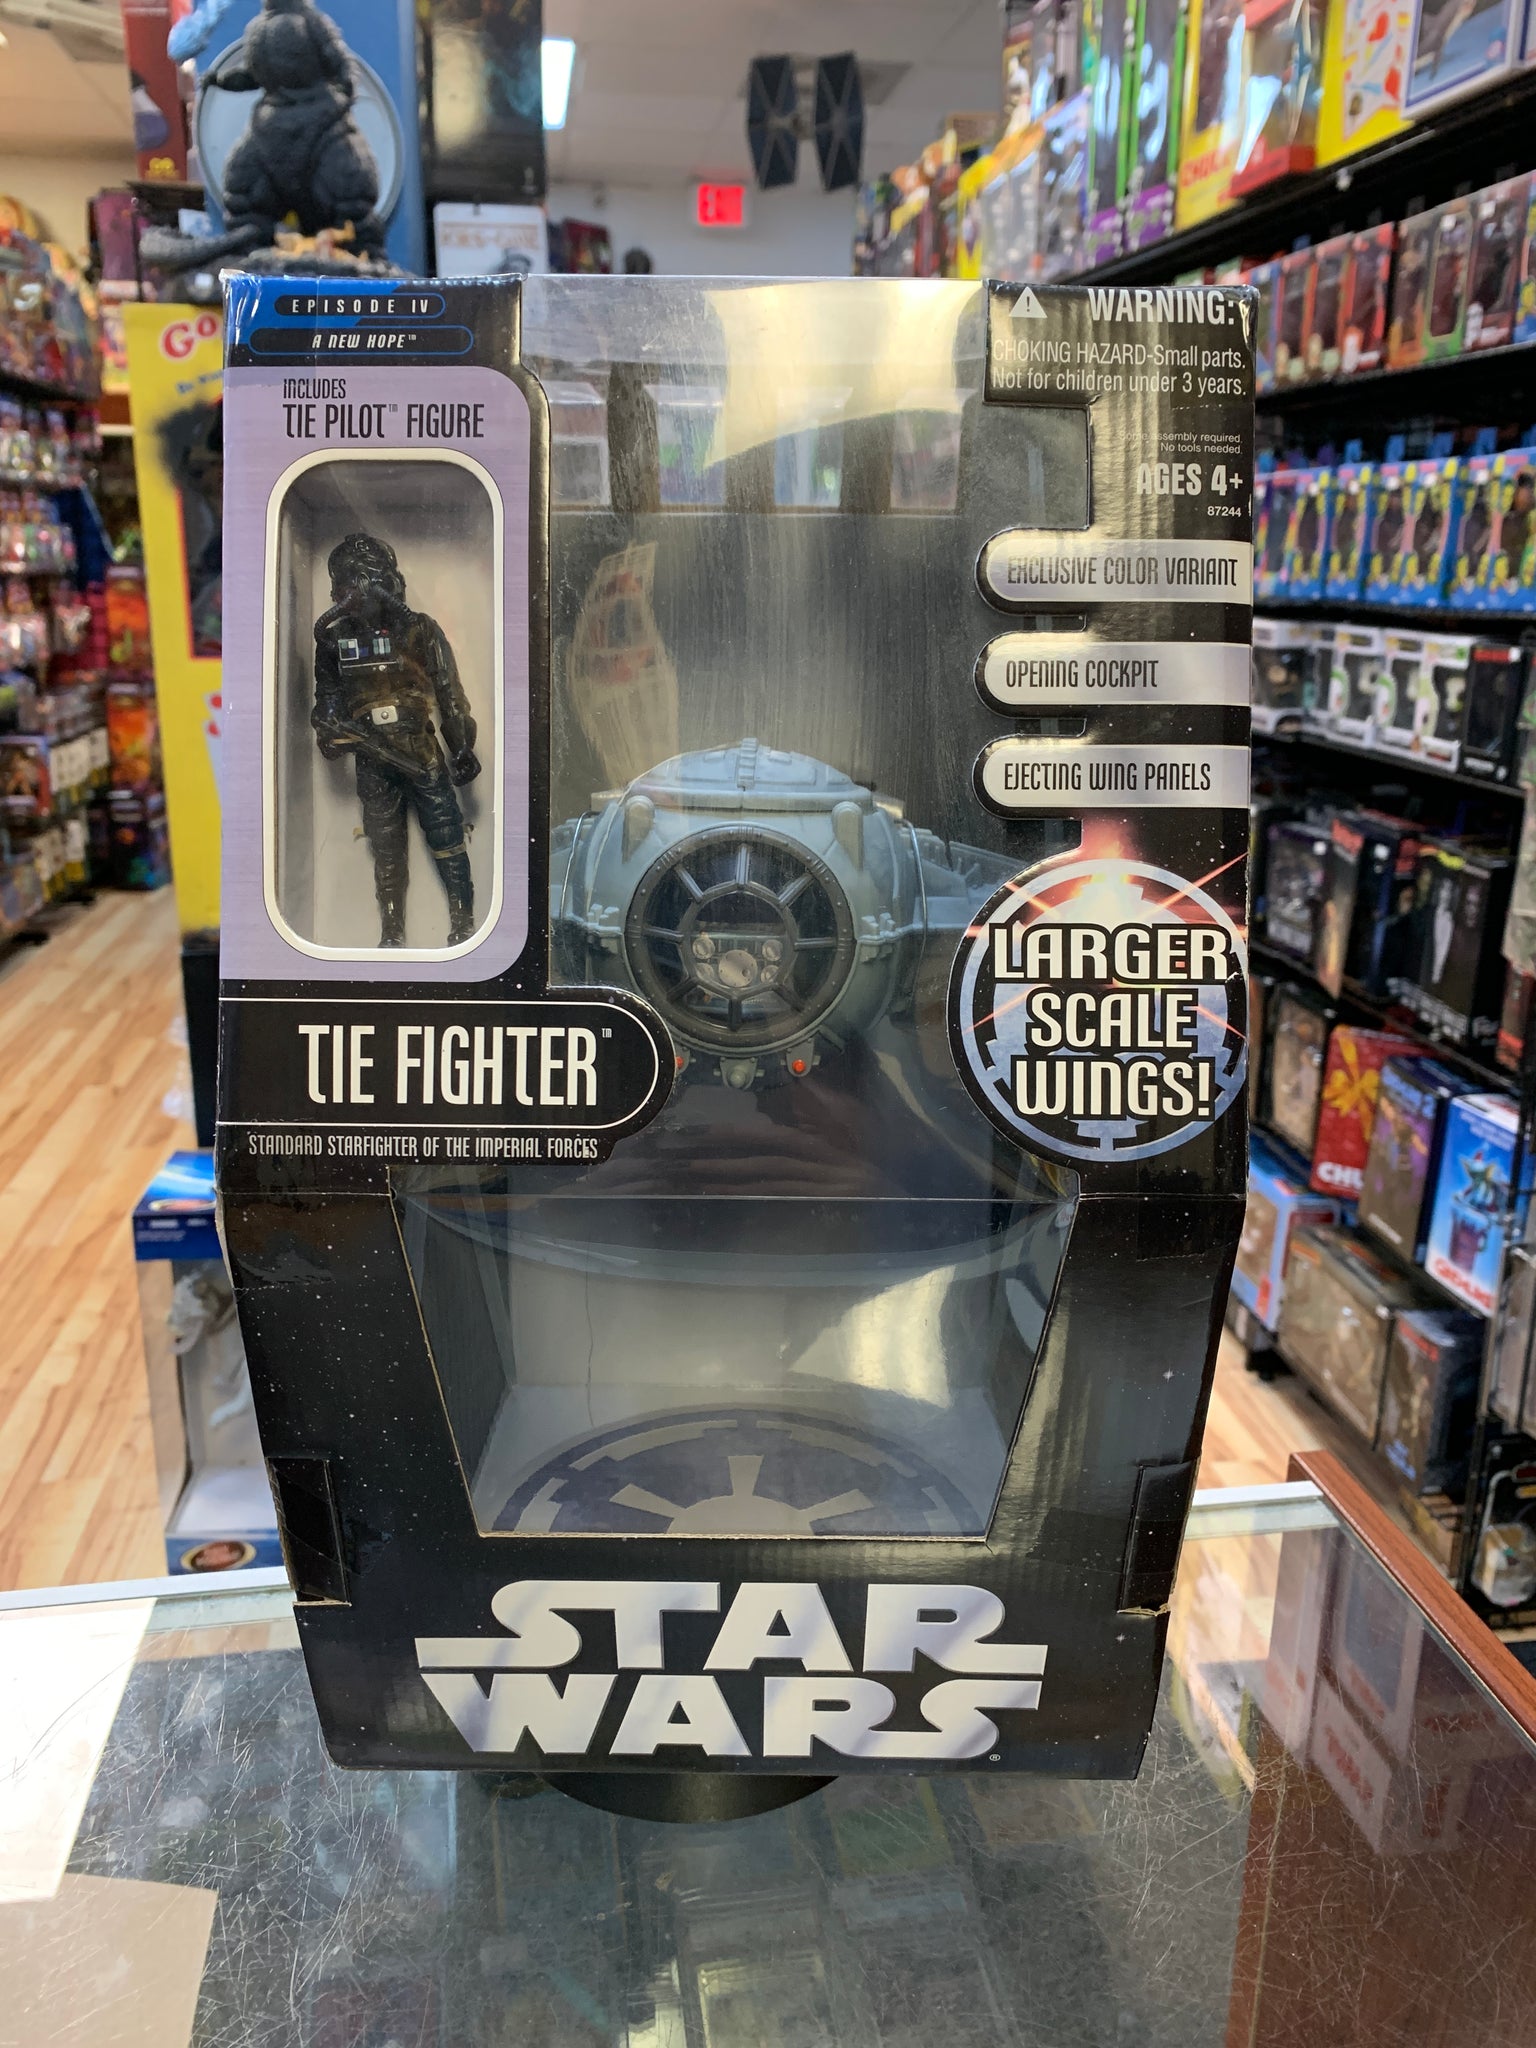 EXIT
EPISODE IV
A NEW HOPE™
INCLUDES
TIE PILOT™ FIGURE
WARNING:
CHOKING HAZARD-Small parts.
Not for children under 3 years.
Some assembly required.
No tools needed.
AGES 4+
87244
EXCLUSIVE COLOR VARIANT
OPENING COCKPIT
EJECTING WING PANELS
LARGER
SCALE
WINGS!
TIE FIGHTER™
STANDARD STARFIGHTER OF THE IMPERIAL FORCES
STAR
WARS®